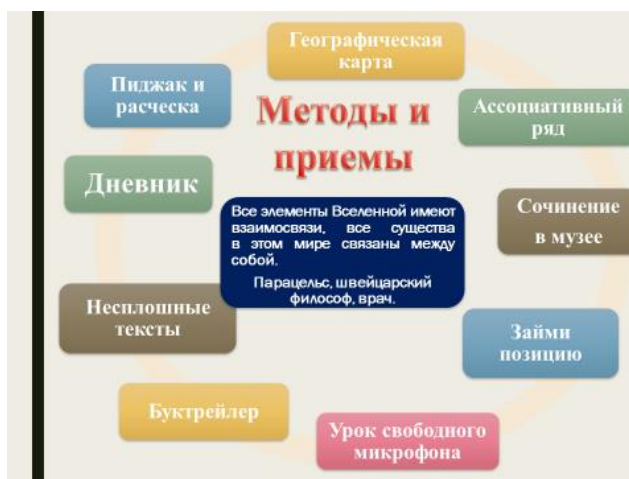 Географическая
карта
Пиджак и
расческа
Методы и
приемы
Ассоциативный
ряд
Дневник
Все элементы Вселенной имеют
взаимосвязи, все существа
в этом мире связаны между
собой.
Парацельс, швейцарский
философ, врач.
Сочинение
в музее
Несплошные
тексты
Займи
позицию
Буктрейлер
Урок свободного
микрофона